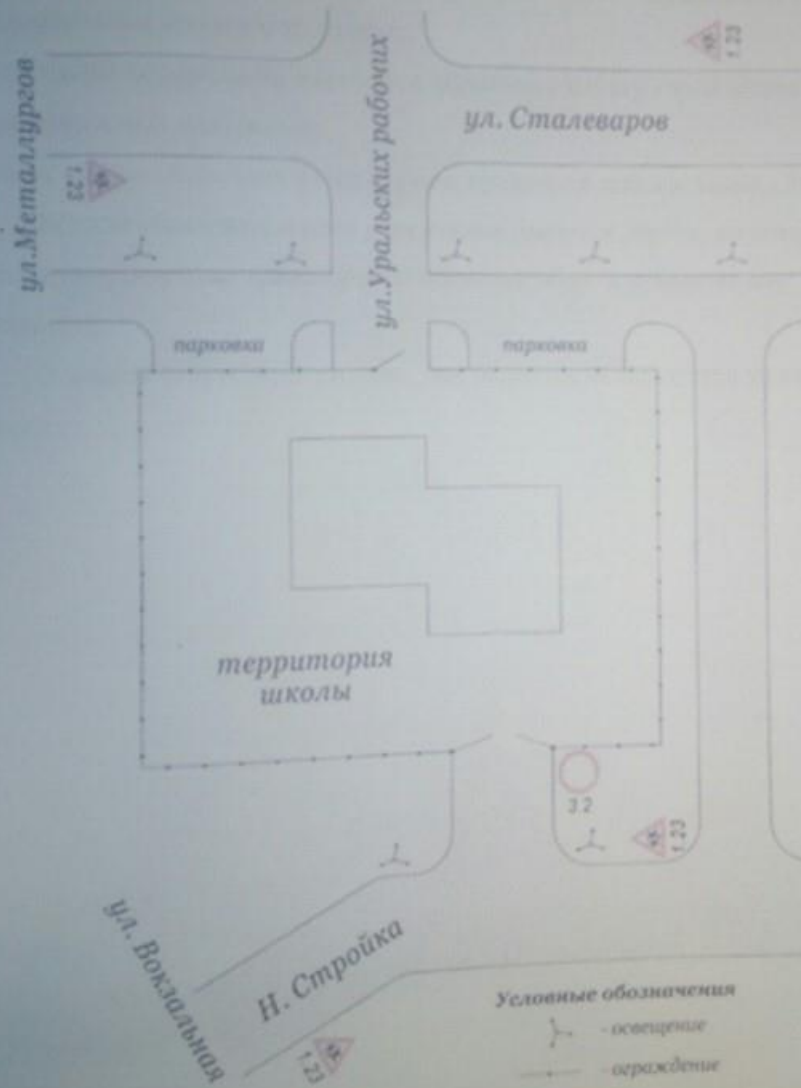 ул.Металлургов
1.23
ул.Уральских рабочих
ул. Сталеваров
1.23
парковка
парковка
территория
школы
3.2
1.23
ул. Вокзальная
Н. Стройка
1.23
Условные обозначения
- освещение
- ограждение